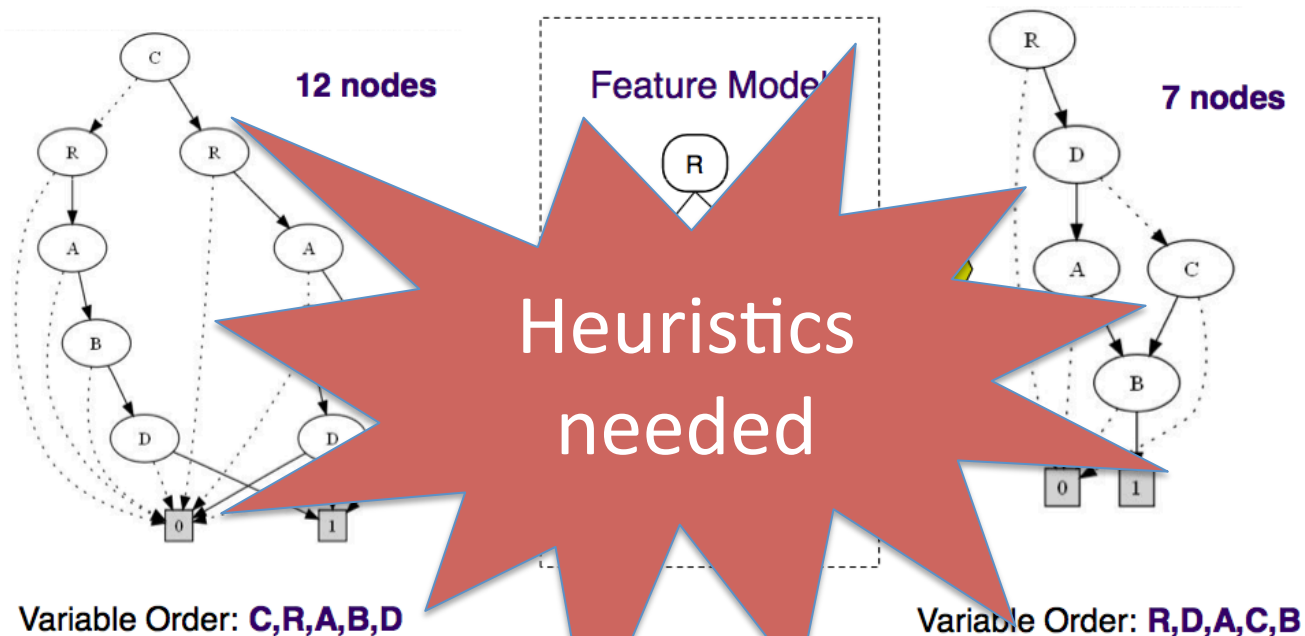 C
12 nodes
R
R
A
A
B
D
D
0
1
Variable Order: C,R,A,B,D
Feature Model
R
Heuristics
needed
R
7 nodes
D
A
C
B
0
1
Variable Order: R,D,A,C,B